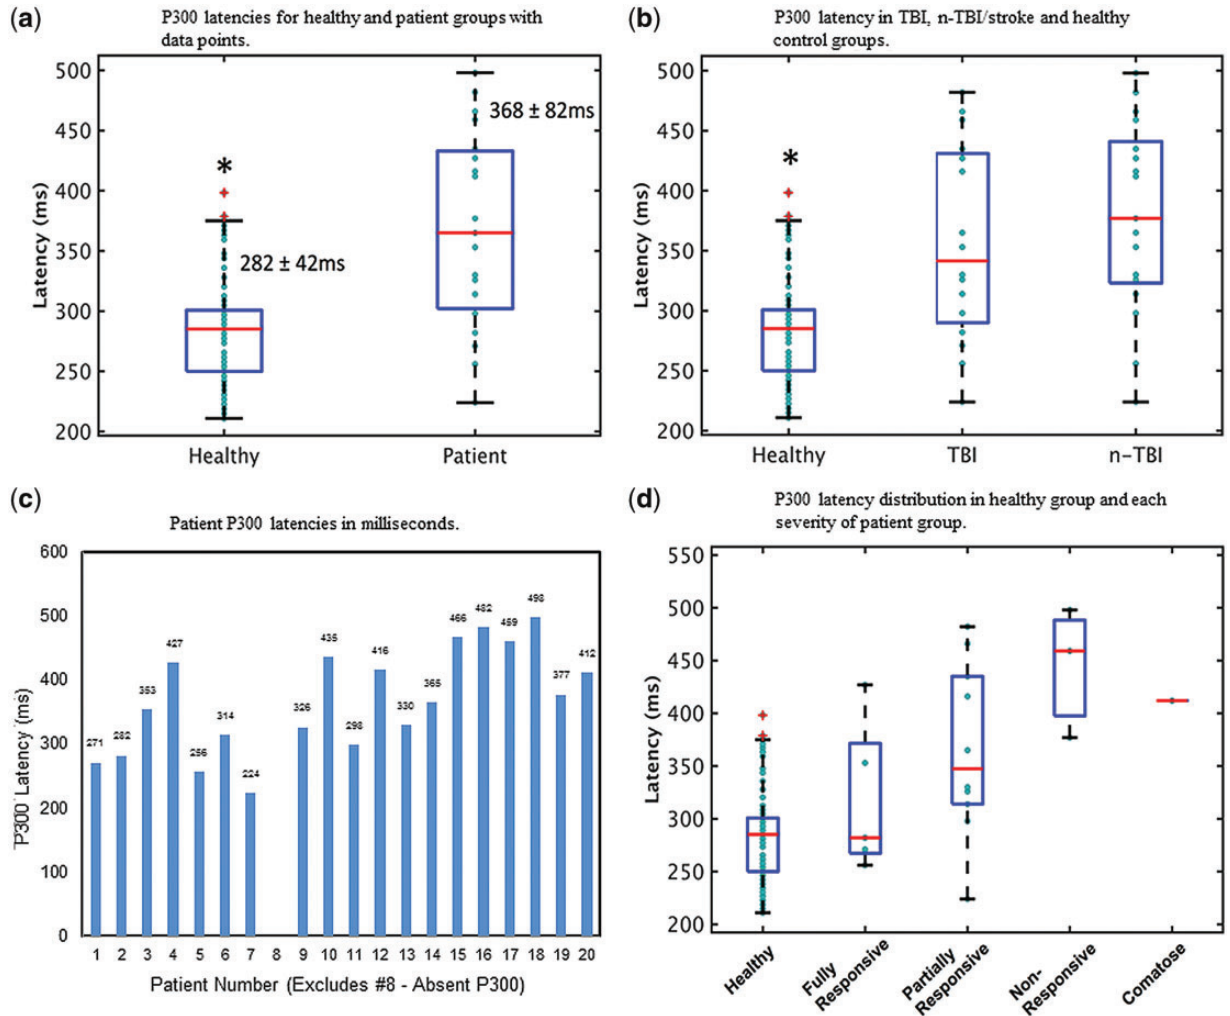 (a)
P300 latencies for healthy and patient groups with
data points.
500
450
400
350
300
250
200
Latency (ms)
*
282 ± 42ms
368 ± 82ms
Healthy
Patient
(b)
P300 latency in TBI, n-TBI/stroke and healthy
control groups.
500
450
400
350
300
250
200
Latency (ms)
*
Healthy
TBI
n-TBI
(c)
Patient P300 latencies in milliseconds.
600
500
400
300
200
100
0
P300 Latency (ms)
271
282
353
427
256
314
224
326
435
298
416
330
365
466
482
459
498
377
412
1 2 3 4 5 6 7 8 9 10 11 12 13 14 15 16 17 18 19 20
Patient Number (Excludes #8 - Absent P300)
(d)
P300 latency distribution in healthy group and each
severity of patient group.
550
500
450
400
350
300
250
200
Latency (ms)
Healthy
Fully
Responsive
Partially
Responsive
Non-
Responsive
Comatose